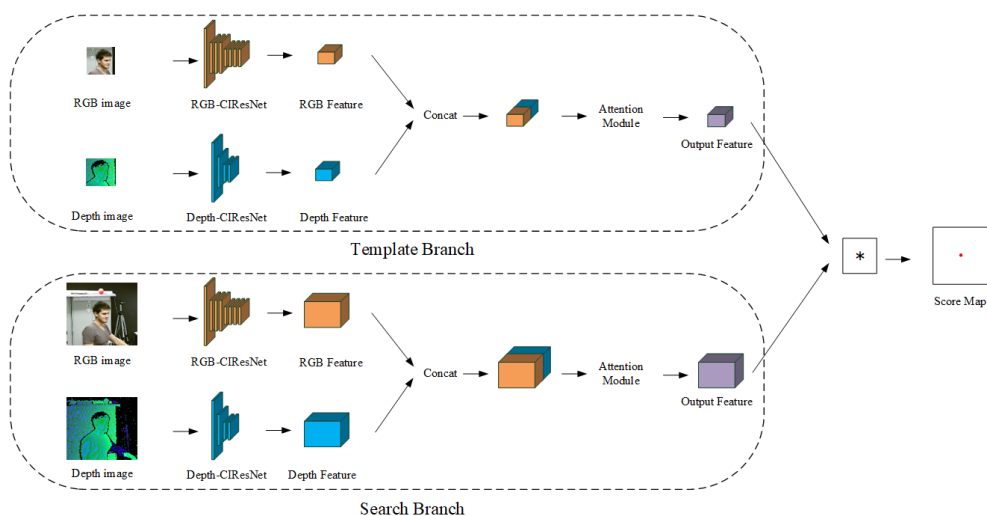 RGB image
RGB-CIResNet
RGB Feature
Concat
Attention
Module
Output Feature
Depth image
Depth-CIResNet
Depth Feature
Template Branch
*
Score Map
RGB image
RGB-CIResNet
RGB Feature
Concat
Attention
Module
Output Feature
Depth image
Depth-CIResNet
Depth Feature
Search Branch